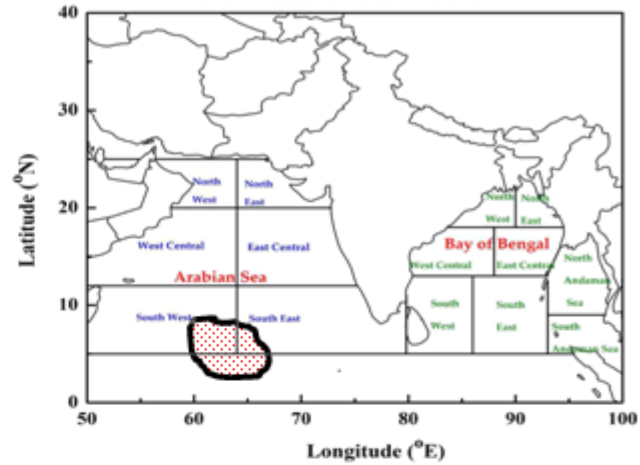 40
30
25
20
10
0
50
60
70
80
90
100
Latitude (°N)
Longitude (°E)
North
West
North
East
West Central
East Central
Arabian Sea
South West
South East
North
West
North
East
Bay of Bengal
West Central
East Central
South
West
South
East
North
Andaman
Sea
South
Andaman Sea